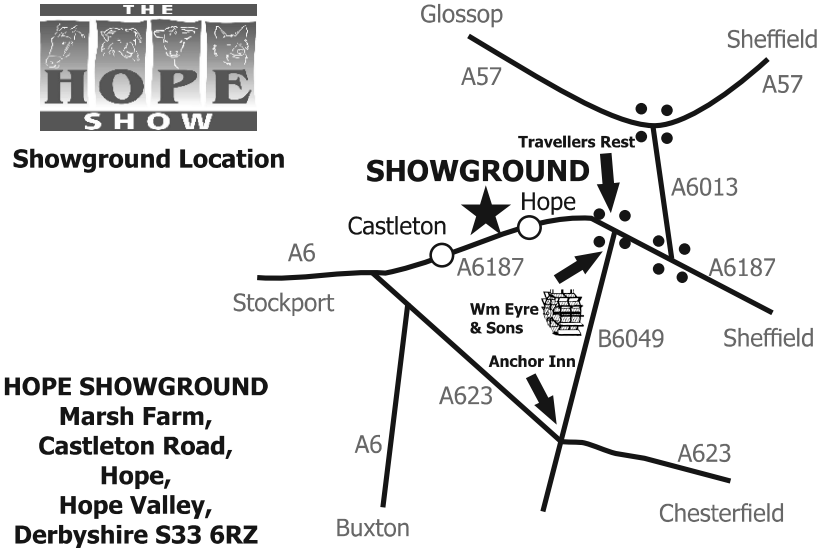 THE
HOPE
SHOW
Showground Location
Glossop
Sheffield
A57
A57
Travellers Rest
SHOWGROUND
A6013
Hope
Castleton
A6
A6187
A6187
Stockport
Wm Eyre
& Sons
B6049
Sheffield
Anchor Inn
HOPE SHOWGROUND
Marsh Farm,
Castleton Road,
Hope,
Hope Valley,
Derbyshire S33 6RZ
A623
A6
A623
Chesterfield
Buxton